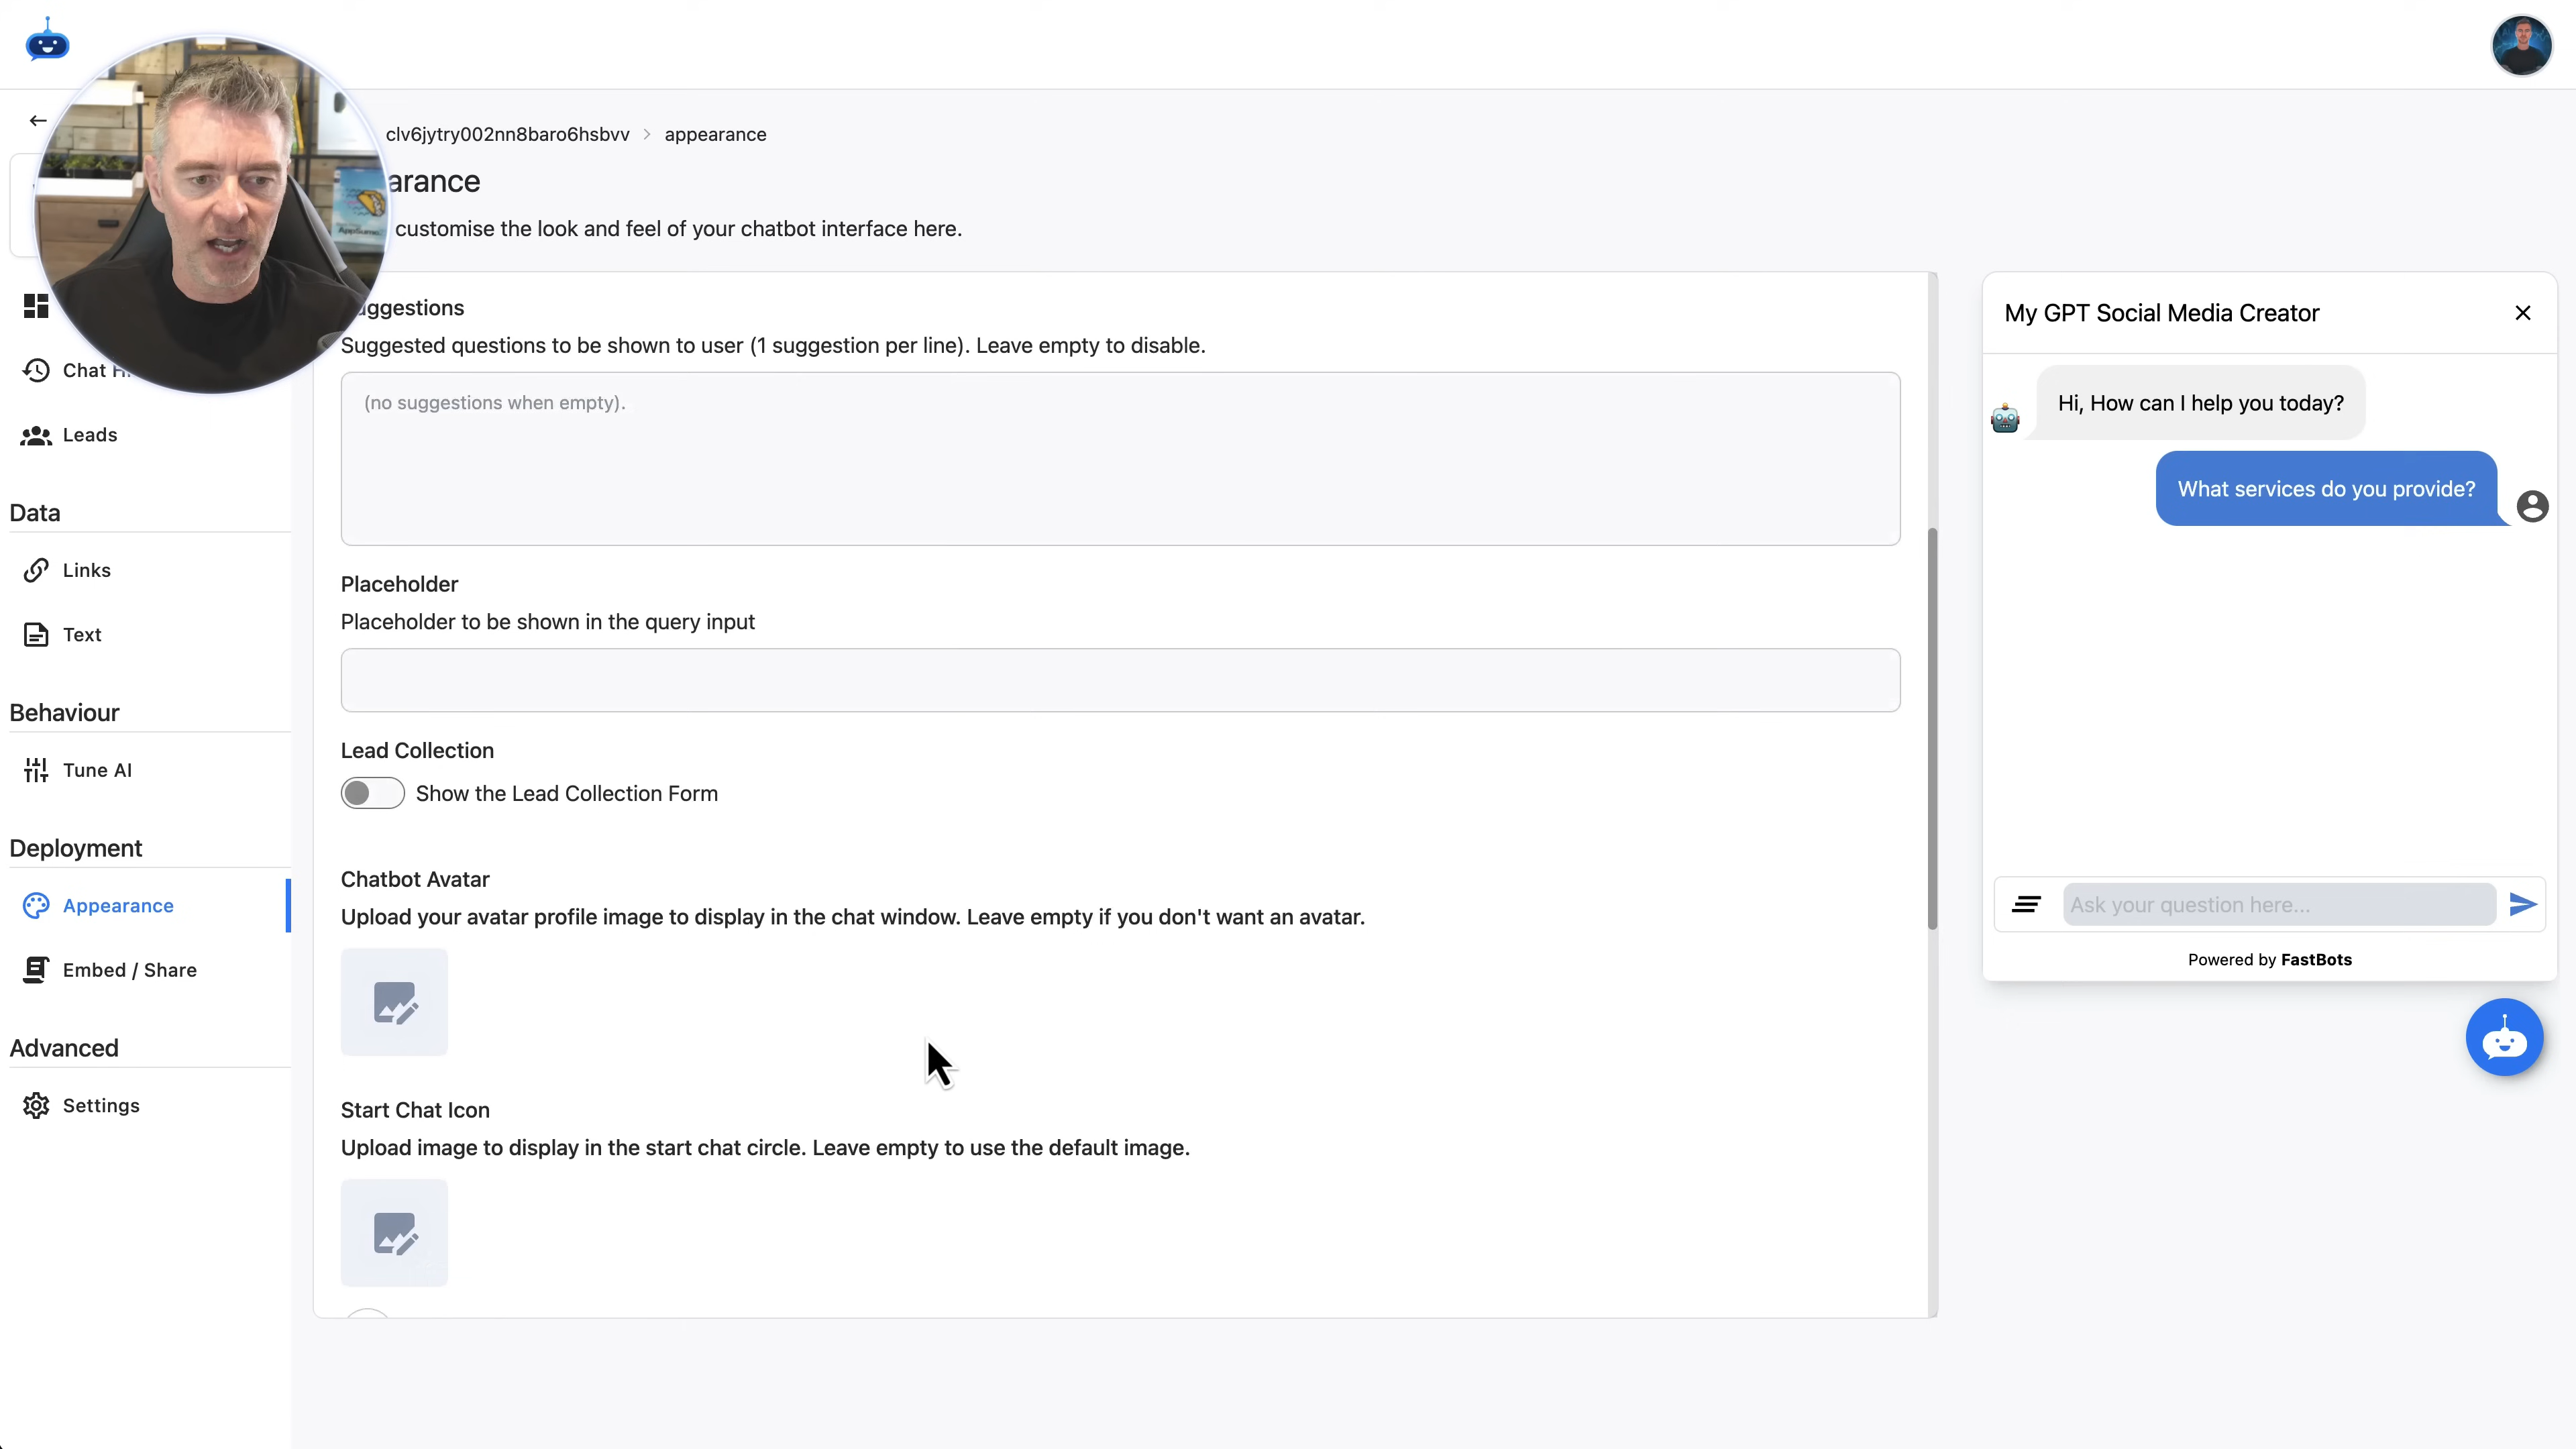 clv6jytry002nn8baro6hsbvv > appearance
arance
customise the look and feel of your chatbot interface here.
Chat H
Leads
Data
Links
Text
Behaviour
Tune AI
Deployment
Appearance
Embed / Share
Advanced
Settings
uggestions
Suggested questions to be shown to user (1 suggestion per line). Leave empty to disable.
(no suggestions when empty).
Placeholder
Placeholder to be shown in the query input
Lead Collection
Show the Lead Collection Form
Chatbot Avatar
Upload your avatar profile image to display in the chat window. Leave empty if you don't want an avatar.
Start Chat Icon
Upload image to display in the start chat circle. Leave empty to use the default image.
My GPT Social Media Creator
Hi, How can I help you today?
What services do you provide?
Ask your question here...
Powered by FastBots